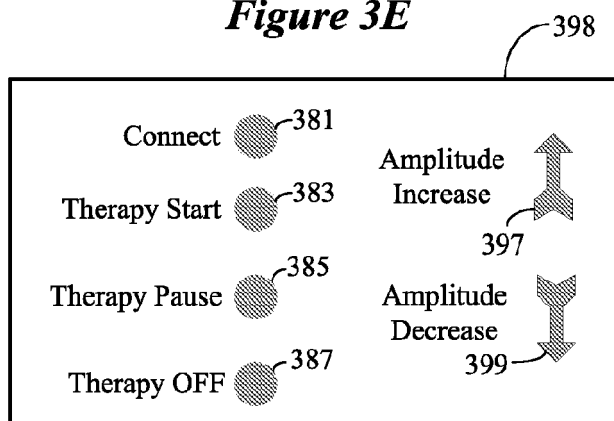 Figure 3E
398
Connect
381
Therapy Start
383
Therapy Pause
385
Therapy OFF
387
Amplitude
Increase
397
Amplitude
Decrease
399